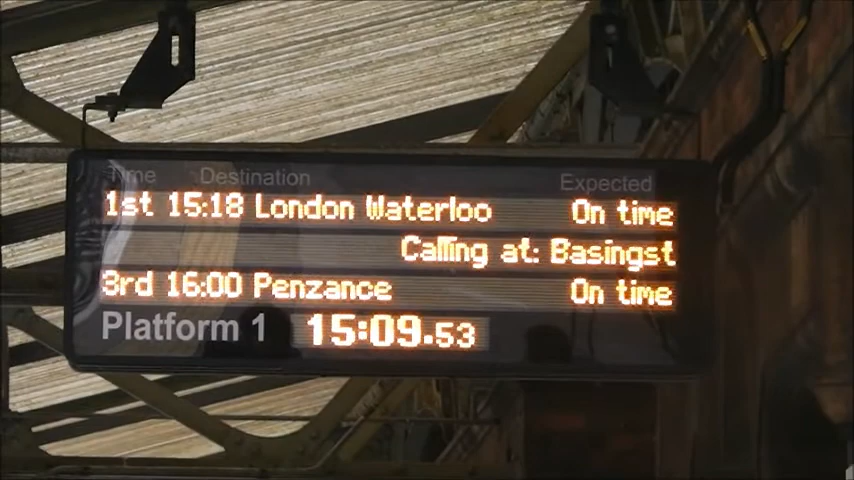 Time Destination Expected
1st 15:18 London Waterloo On time
Calling at: Basingst
3rd 16:00 Penzance On time
Platform 1 15:09.53